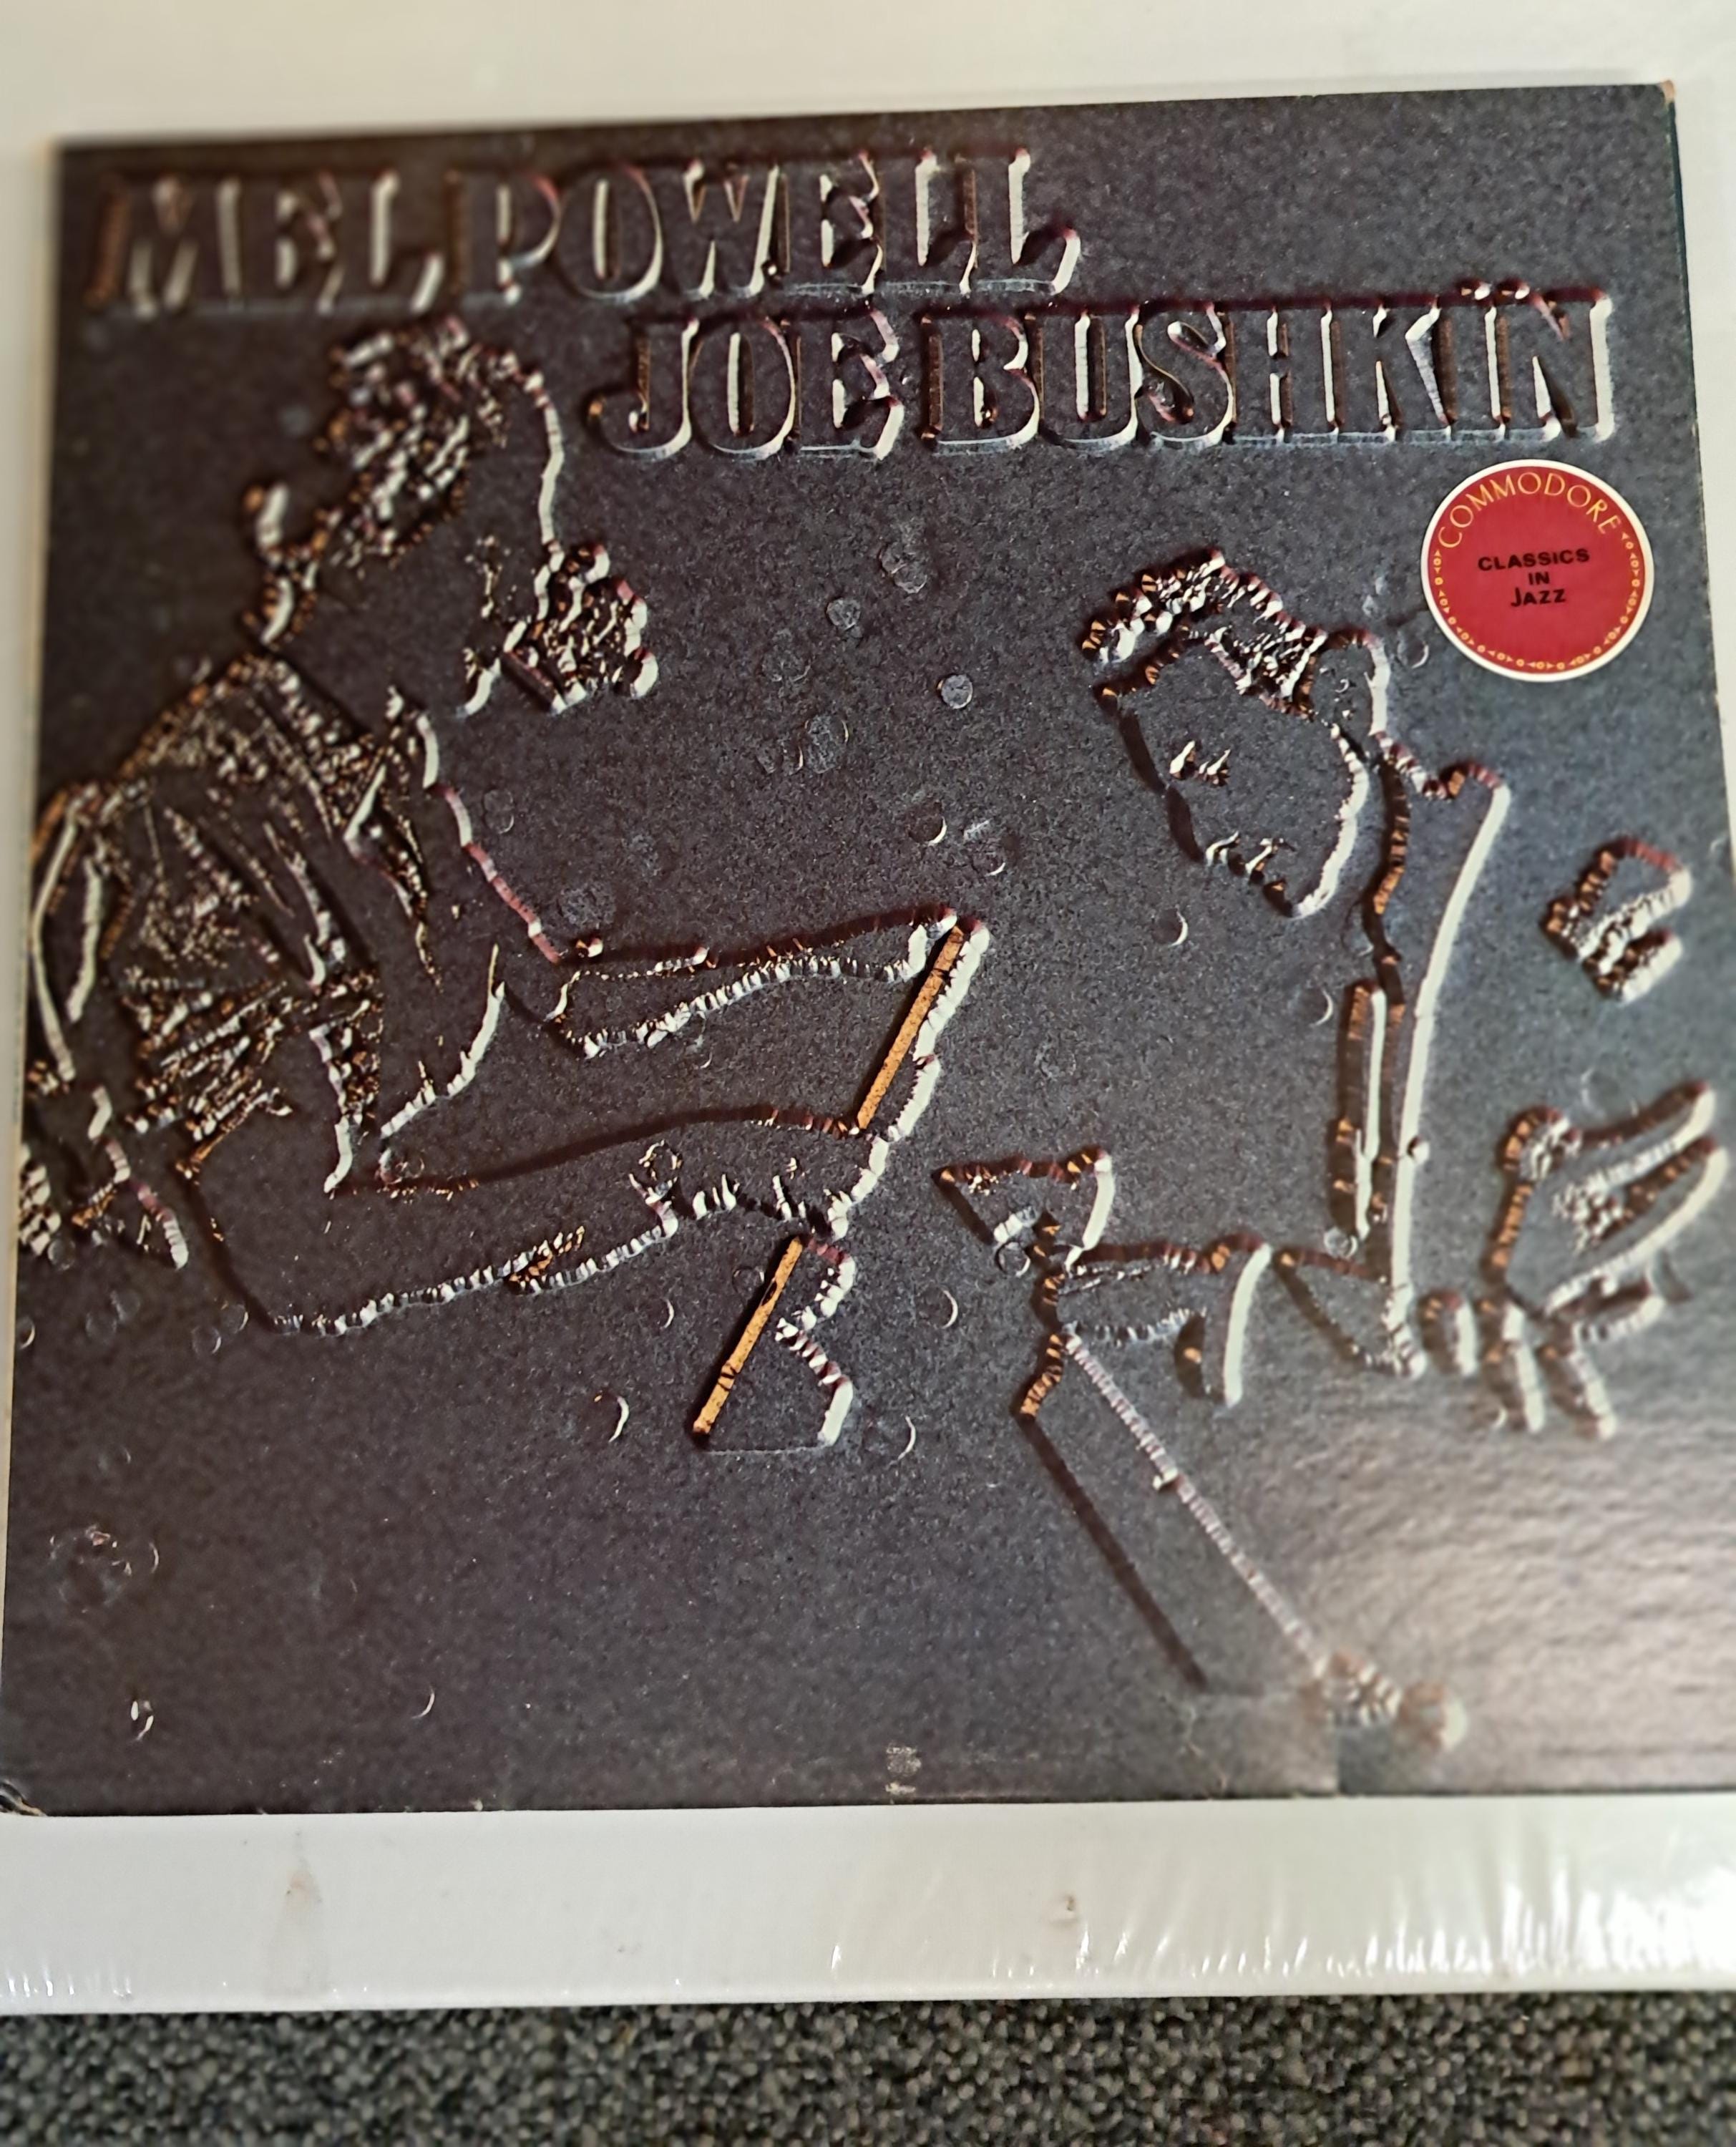 MEL POWELL
JOE BUSHKIN
COMMODORE
CLASSICS
IN
JAZZ